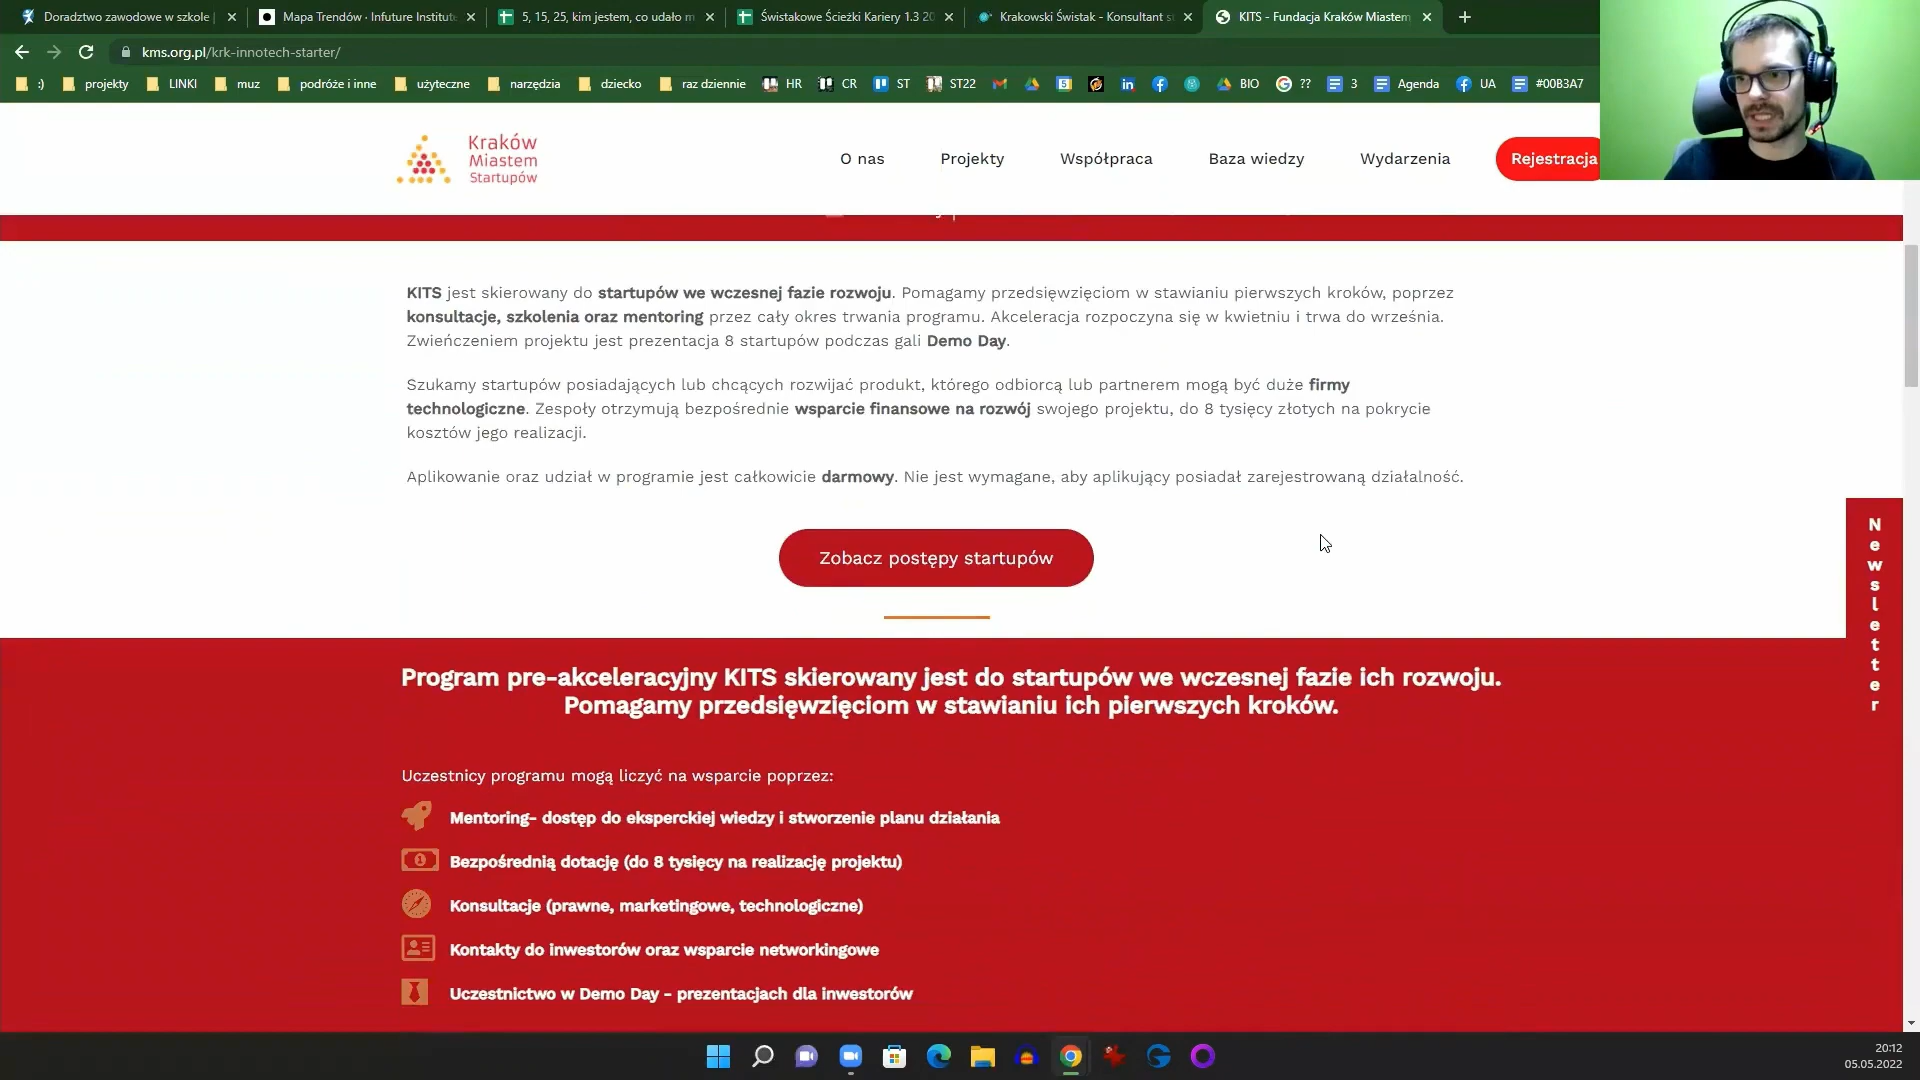 Doradztwo zawodowe w szkole
Mapa Trendów · Infuture Institute
5, 15, 25, kim jestem, co udało
Świstakowe Ścieżki Kariery 1.3 20
Krakowski Świstak - Konsultant
KITS - Fundacja Kraków Miastem
kms.org.pl/krk-innotech-starter/
:)
projekty
LINKI
muz
podróże i inne
użyteczne
narzędzia
dziecko
raz dziennie
HR
CR
ST
ST22
BIO
??
3
Agenda
UA
#00B3A7
Kraków
Miastem
Startupów
O nas
Projekty
Współpraca
Baza wiedzy
Wydarzenia
Rejestracja
KITS jest skierowany do startupów we wczesnej fazie rozwoju. Pomagamy przedsięwzięciom w stawianiu pierwszych kroków, poprzez
konsultacje, szkolenia oraz mentoring przez cały okres trwania programu. Akceleracja rozpoczyna się w kwietniu i trwa do września.
Zwieńczeniem projektu jest prezentacja 8 startupów podczas gali Demo Day.
Szukamy startupów posiadających lub chcących rozwijać produkt, którego odbiorcą lub partnerem mogą być duże firmy
technologiczne. Zespoły otrzymują bezpośrednie wsparcie finansowe na rozwój swojego projektu, do 8 tysięcy złotych na pokrycie
kosztów jego realizacji.
Aplikowanie oraz udział w programie jest całkowicie darmowy. Nie jest wymagane, aby aplikujący posiadał zarejestrowaną działalność.
Zobacz postępy startupów
Newsletter
Program pre-akceleracyjny KITS skierowany jest do startupów we wczesnej fazie ich rozwoju.
Pomagamy przedsięwzięciom w stawianiu ich pierwszych kroków.
Uczestnicy programu mogą liczyć na wsparcie poprzez:
Mentoring- dostęp do eksperckiej wiedzy i stworzenie planu działania
Bezpośrednią dotację (do 8 tysięcy na realizację projektu)
Konsultacje (prawne, marketingowe, technologiczne)
Kontakty do inwestorów oraz wsparcie networkingowe
Uczestnictwo w Demo Day - prezentacjach dla inwestorów
20:12
05.05.2022